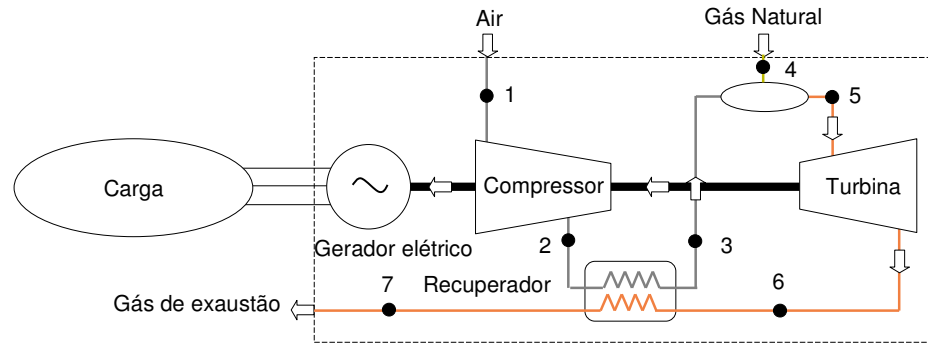 Air
Gás Natural
1
4
5
Carga
Compressor
Turbina
Gerador elétrico
2
3
7
Recuperador
6
Gás de exaustão